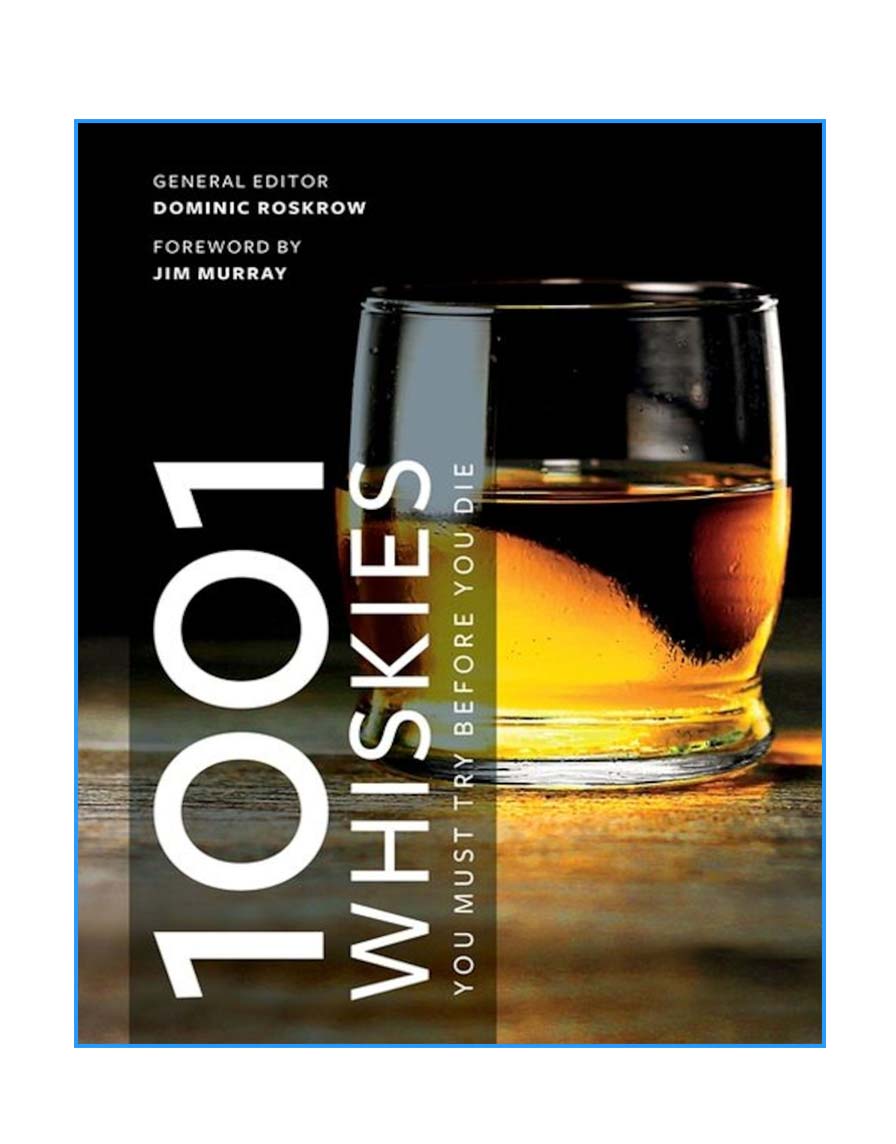 GENERAL EDITOR
DOMINIC ROSKROW
FOREWORD BY
JIM MURRAY
1001
WHISKIES
YOU MUST TRY BEFORE YOU DIE